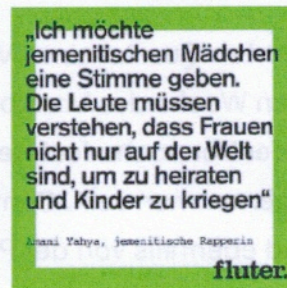 „Ich möchte
jemenitischen Mädchen
eine Stimme geben.
Die Leute müssen
verstehen, dass Frauen
nicht nur auf der Welt
sind, um zu heiraten
und Kinder zu kriegen“
Amani Yahya, jemenitische Rapperin
fluter.